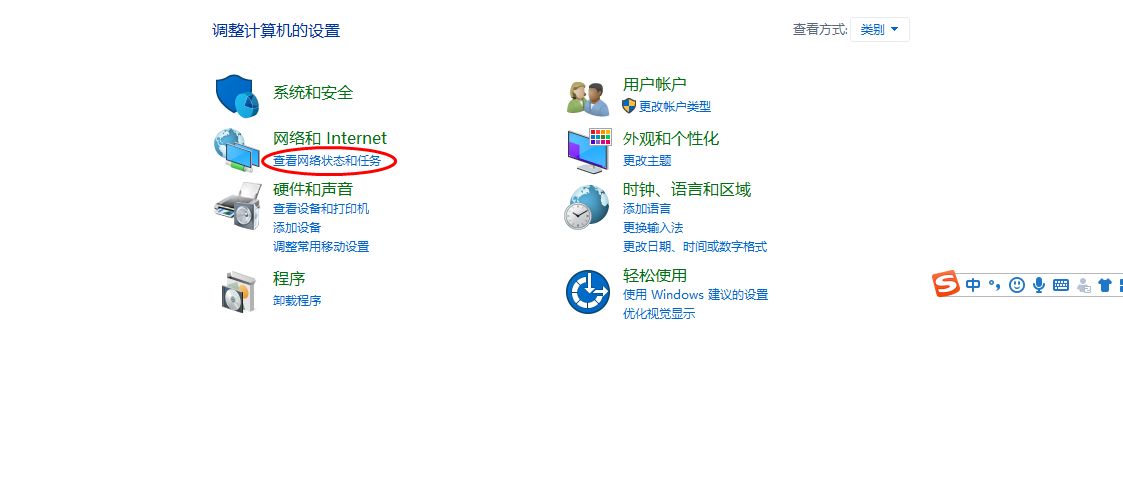 调整计算机的设置
查看方式: 类别
系统和安全
网络和 Internet
查看网络状态和任务
硬件和声音
查看设备和打印机
添加设备
调整常用移动设置
程序
卸载程序
用户帐户
更改帐户类型
外观和个性化
更改主题
时钟、语言和区域
添加语言
更换输入法
更改日期、时间或数字格式
轻松使用
使用 Windows 建议的设置
优化视觉显示
S 中